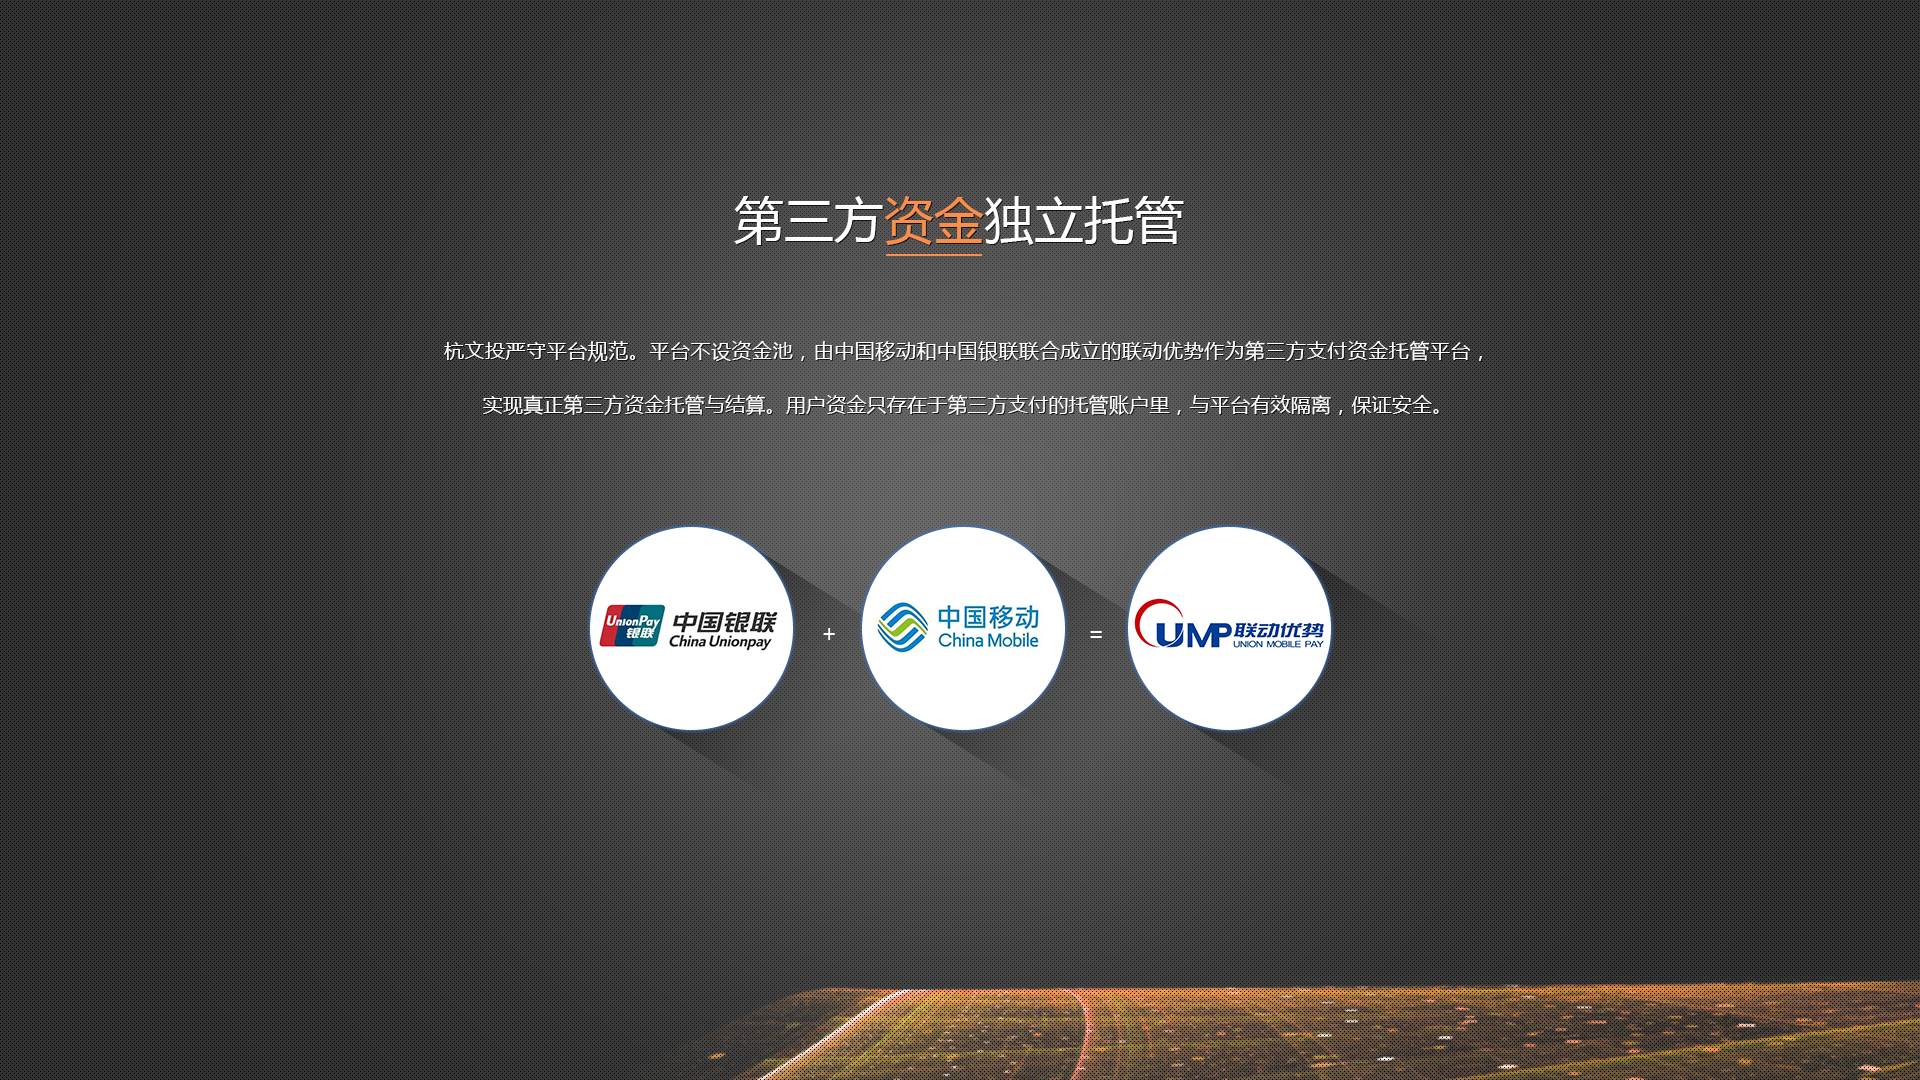 第三方资金独立托管
杭文投严守平台规范。平台不设资金池，由中国移动和中国银联联合成立的联动优势作为第三方支付资金托管平台，
实现真正第三方资金托管与结算。用户资金只存在于第三方支付的托管账户里，与平台有效隔离，保证安全。
UnionPay
银联
中国银联
China Unionpay
+
中国移动
China Mobile
=
UMP
联动优势
UNION MOBILE PAY